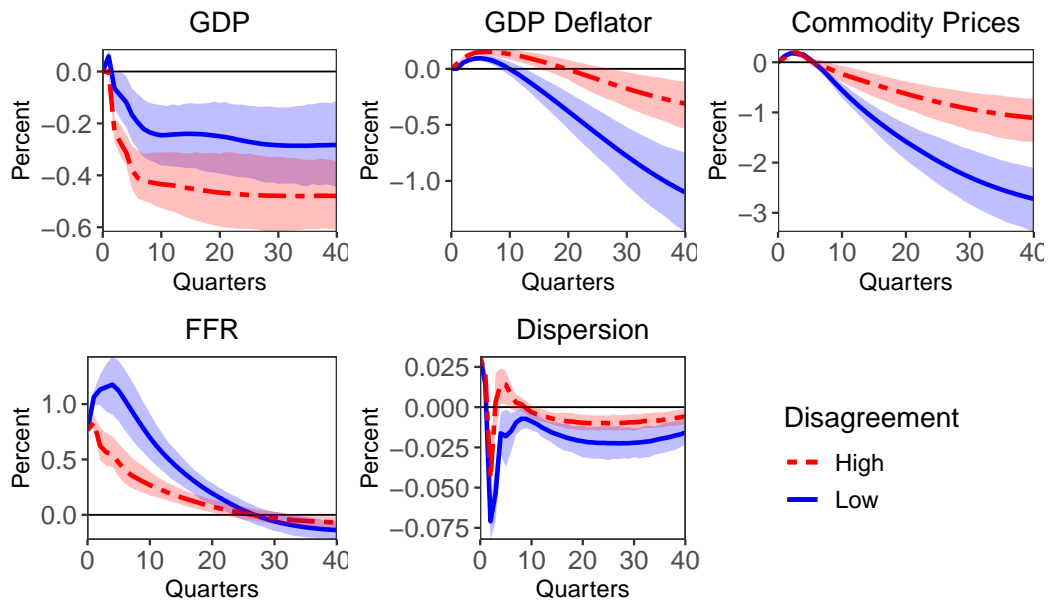 GDP
GDP Deflator
Commodity Prices
Percent
0.0
−0.2
−0.4
−0.6
0 10 20 30 40
Quarters
Percent
0.0
−0.5
−1.0
0 10 20 30 40
Quarters
Percent
0
−1
−2
−3
0 10 20 30 40
Quarters
FFR
Dispersion
Percent
1.0
0.5
0.0
0 10 20 30 40
Quarters
Percent
0.025
0.000
−0.025
−0.050
−0.075
0 10 20 30 40
Quarters
Disagreement
High
Low